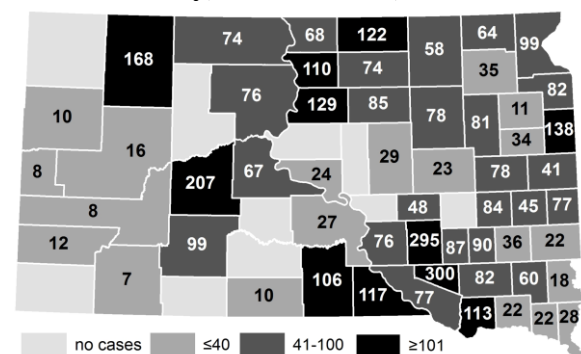 74 68 122 58 64 99
168 110 74 35
76 129 85 78 81 11 82
10 34 138
16 29 23 78 41
8 207 67 24
8 27 48 84 45 77
12 99 76 295 87 90 36 22
7 10 106 117 77 300 82 60 18
113 22 22 28
no cases ≤40 41-100 ≥101